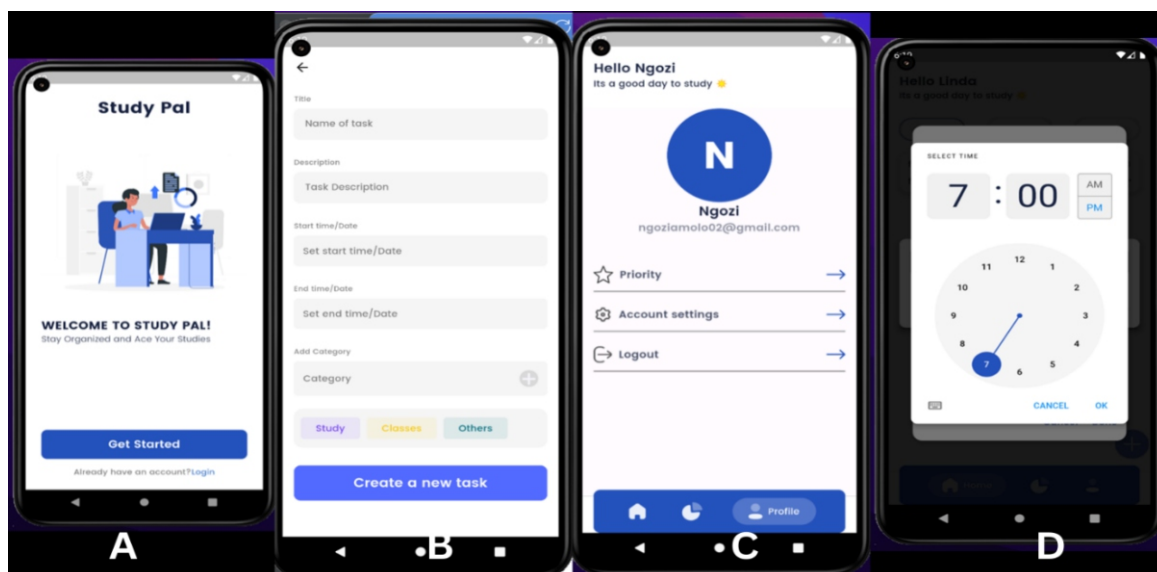 Study Pal
WELCOME TO STUDY PAL!
Stay Organized and Ace Your Studies
Get Started
Already have an account?Login
A
Title
Name of task
Description
Task Description
Start time/Date
Set start time/Date
End time/Date
Set end time/Date
Add Category
Category
Study Classes Others
Create a new task
B
Hello Ngozi
Its a good day to study
N
Ngozi
ngoziamolo02@gmail.com
Priority
Account settings
Logout
Profile
C
Hello Linda
Its a good day to study
SELECT TIME
7 : 00 AM
PM
12
11 1
10 2
9 3
8 4
7 5
6
CANCEL OK
D